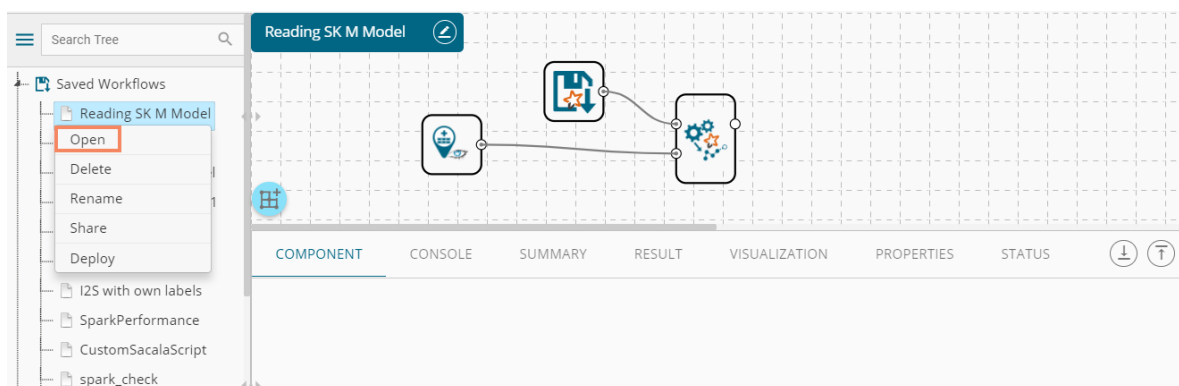 Search Tree
Saved Workflows
Reading SK M Model
Open
Delete
Rename
1
Share
Deploy
I2S with own labels
SparkPerformance
CustomSacalaScript
spark_check
Reading SK M Model
COMPONENT CONSOLE SUMMARY RESULT VISUALIZATION PROPERTIES STATUS